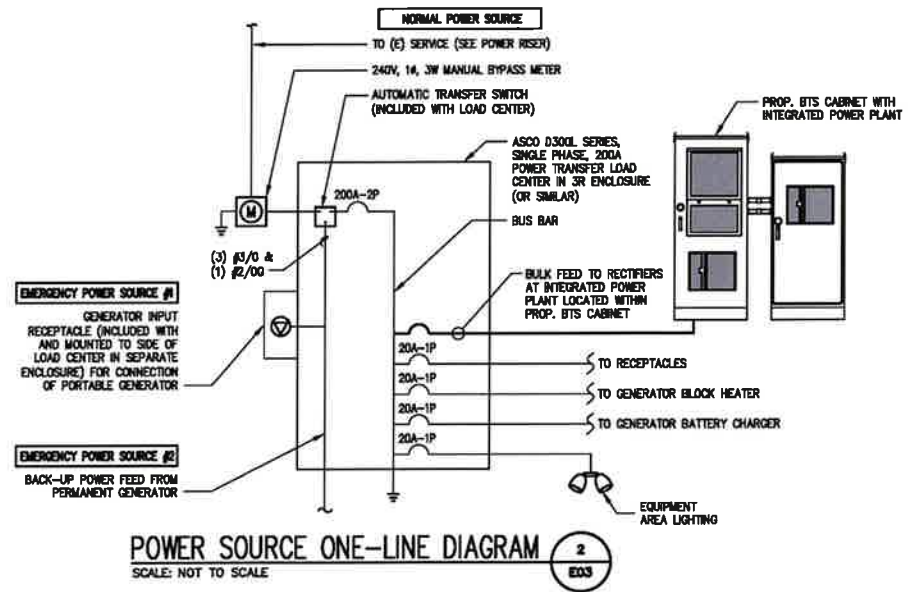 NORMAL POWER SOURCE
TO (E) SERVICE (SEE POWER RISER)
240V, 1ϕ, 3W MANUAL BYPASS METER
AUTOMATIC TRANSFER SWITCH
(INCLUDED WITH LOAD CENTER)
PROP. BTS CABINET WITH
INTEGRATED POWER PLANT
ASCO D300L SERIES,
SINGLE PHASE, 200A
POWER TRANSFER LOAD
CENTER IN 3R ENCLOSURE
(OR SIMILAR)
200A-2P
M
BUS BAR
(3) #3/0 &
(1) #2/0G
BULK FEED TO RECTIFIERS
AT INTEGRATED POWER
PLANT LOCATED WITHIN
PROP. BTS CABINET
EMERGENCY POWER SOURCE #1
GENERATOR INPUT
RECEPTACLE (INCLUDED WITH
AND MOUNTED TO SIDE OF
LOAD CENTER IN SEPARATE
ENCLOSURE) FOR CONNECTION
OF PORTABLE GENERATOR
20A-1P
TO RECEPTACLES
20A-1P
TO GENERATOR BLOCK HEATER
20A-1P
TO GENERATOR BATTERY CHARGER
20A-1P
EMERGENCY POWER SOURCE #2
BACK-UP POWER FEED FROM
PERMANENT GENERATOR
EQUIPMENT
AREA LIGHTING
POWER SOURCE ONE-LINE DIAGRAM
SCALE: NOT TO SCALE
2
E03